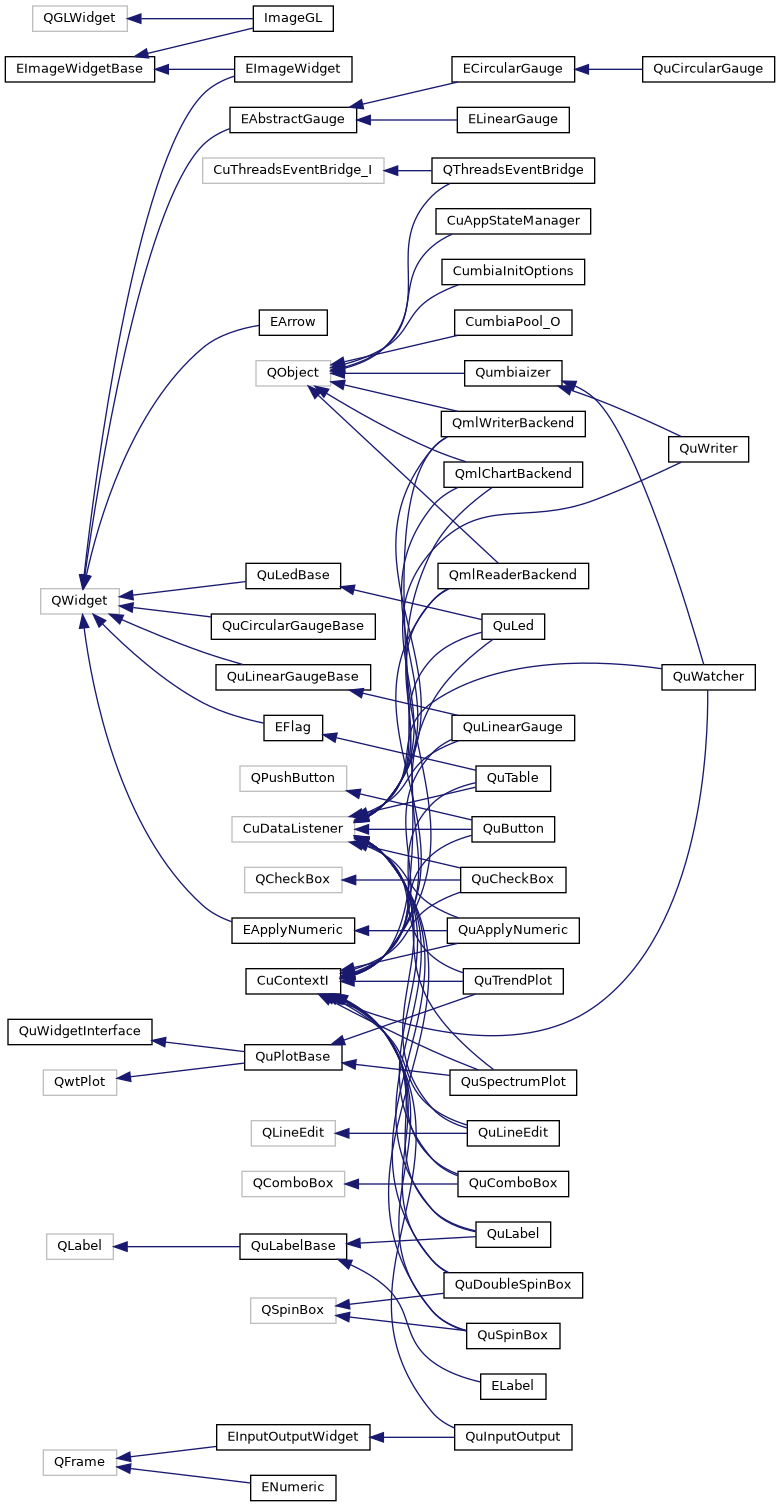 QGLWidget
ImageGL
EImageWidgetBase
EImageWidget
ECircularGauge
QuCircularGauge
EAbstractGauge
ELinearGauge
CuThreadsEventBridge_I
QThreadsEventBridge
CuAppStateManager
CumbiaInitOptions
EArrow
CumbiaPool_O
QObject
Qumbiaizer
QmlWriterBackend
QuWriter
QmlChartBackend
QmlReaderBackend
QuLedBase
QWidget
QuCircularGaugeBase
QuLed
QuLinearGaugeBase
QuWatcher
EFlag
QuLinearGauge
QPushButton
QuTable
CuDataListener
QuButton
QCheckBox
QuCheckBox
EApplyNumeric
QuApplyNumeric
CuContextI
QuTrendPlot
QuWidgetInterface
QuPlotBase
QwtPlot
QuSpectrumPlot
QLineEdit
QuLineEdit
QComboBox
QuComboBox
QuLabel
QLabel
QuLabelBase
QuDoubleSpinBox
QSpinBox
QuSpinBox
ELabel
EInputOutputWidget
QuInputOutput
QFrame
ENumeric